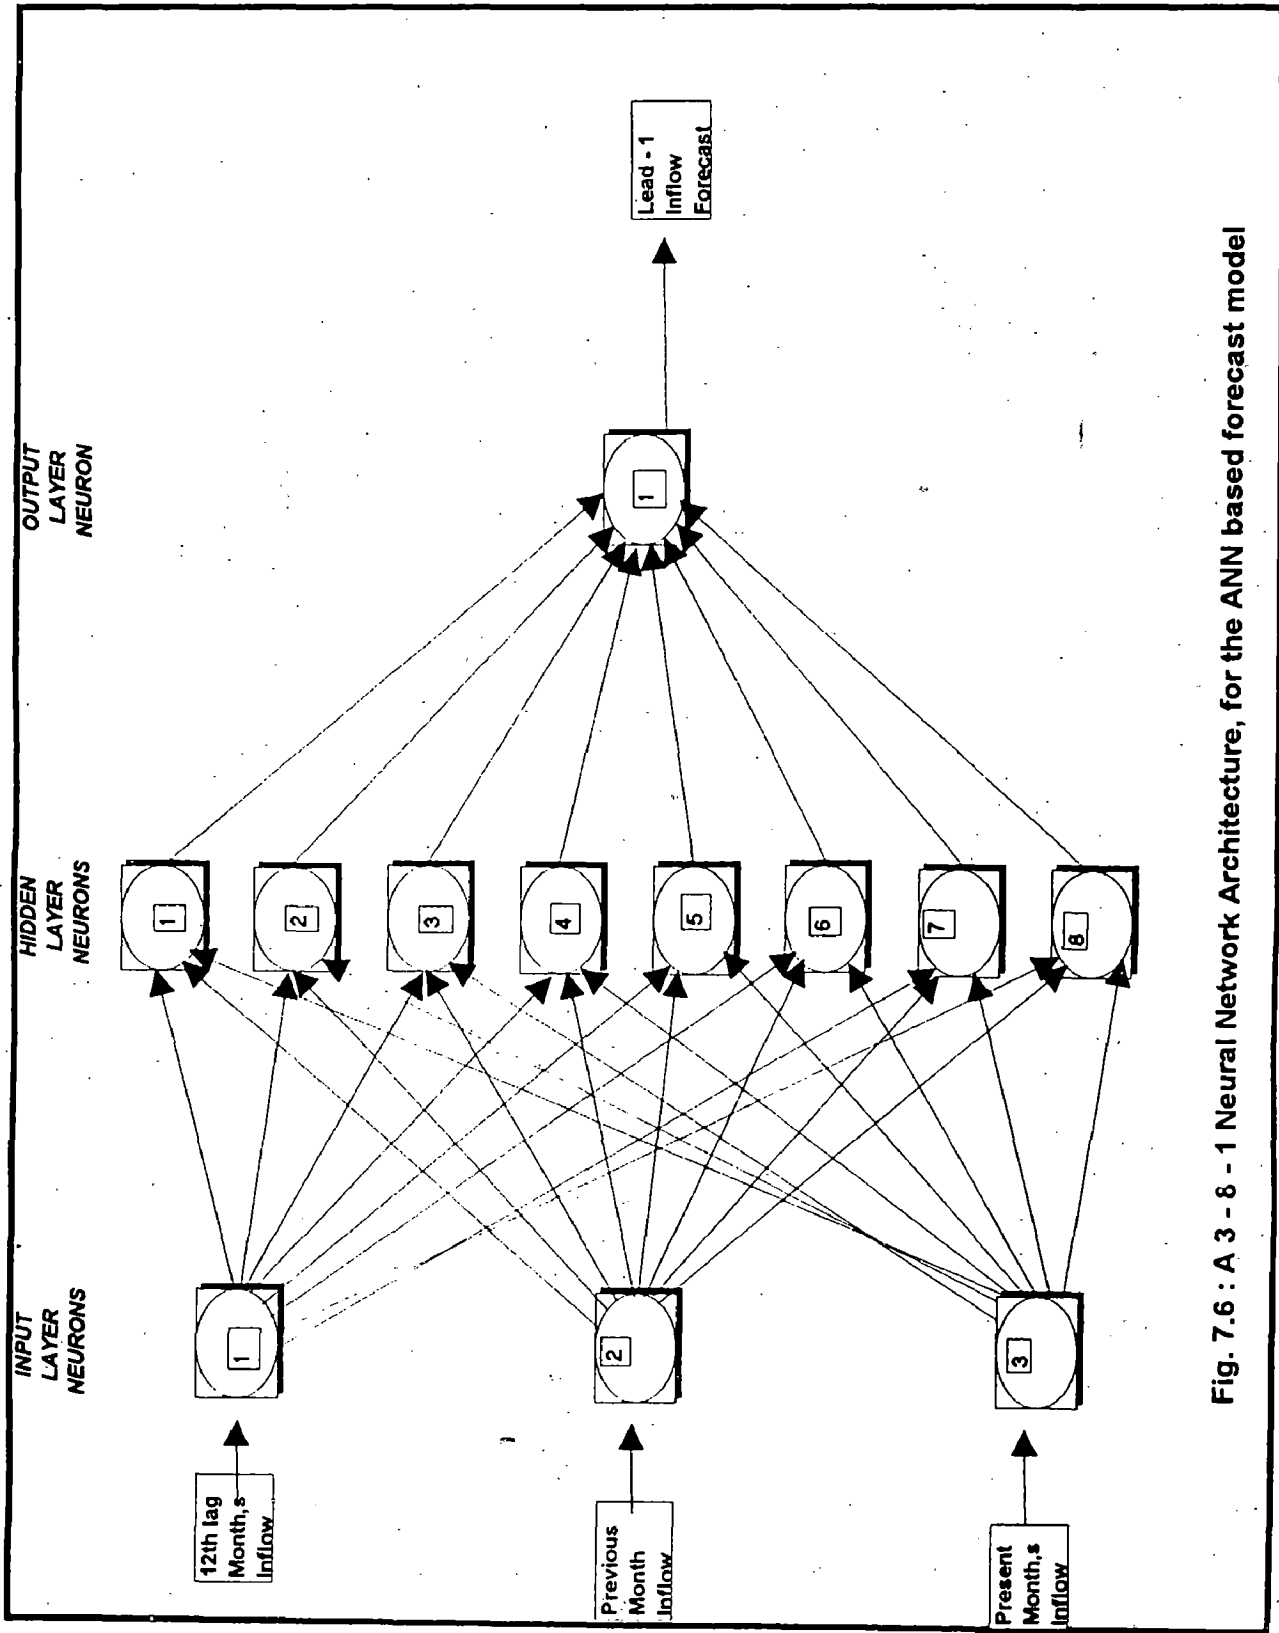 INPUT
LAYER
NEURONS
HIDDEN
LAYER
NEURONS
OUTPUT
LAYER
NEURON
12th lag
Month,s
Inflow
Previous
Month
Inflow
Present
Month,s
Inflow
1
2
3
1
2
3
4
5
6
7
8
1
Lead - 1
Inflow
Forecast
Fig. 7.6 : A 3 - 8 - 1 Neural Network Architecture, for the ANN based forecast model